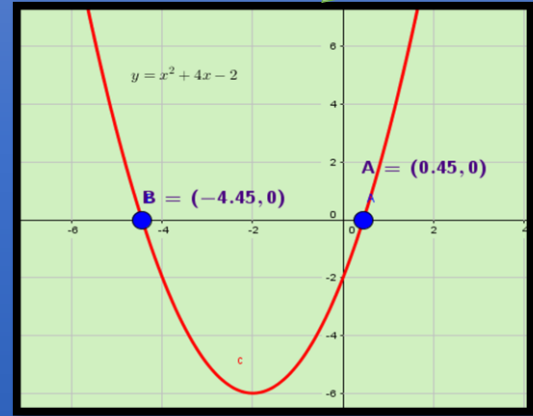 6
y = x² + 4x − 2
4
2
A = (0.45, 0)
A
B = (−4.45, 0)
0
-6
-4
-2
0
2
4
-2
-4
C
-6